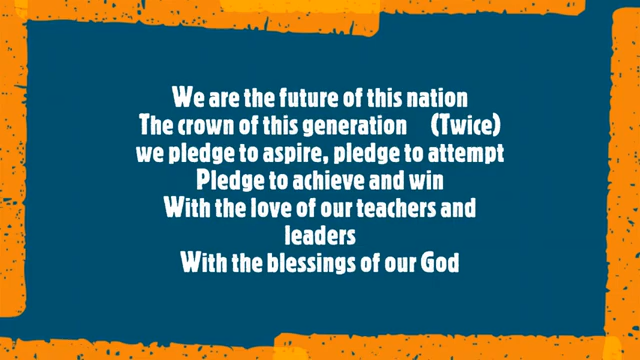 We are the future of this nation
The crown of this generation (Twice)
we pledge to aspire, pledge to attempt
Pledge to achieve and win
With the love of our teachers and
leaders
With the blessings of our God